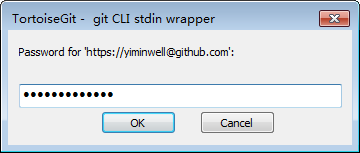 TortoiseGit - git CLI stdin wrapper
Password for 'https://yiminwell@github.com':
●●●●●●●●●●●●●
OK
Cancel